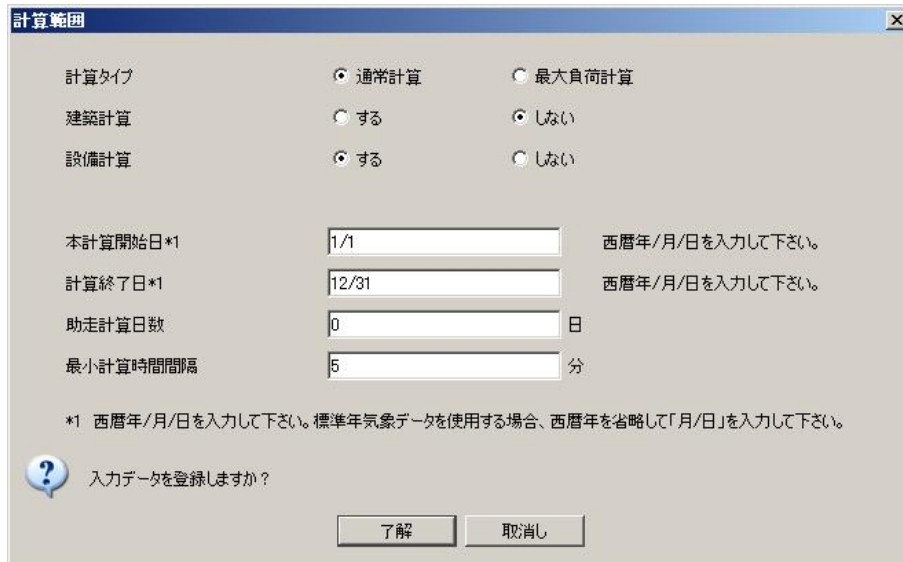 計算範囲
計算タイプ 通常計算 最大負荷計算
建築計算 する しない
設備計算 する しない
本計算開始日*1 1/1 西暦年/月/日を入力して下さい。
計算終了日*1 12/31 西暦年/月/日を入力して下さい。
助走計算日数 0 日
最小計算時間間隔 5 分
*1 西暦年/月/日を入力して下さい。標準年気象データを使用する場合、西暦年を省略して「月/日」を入力して下さい。
入力データを登録しますか?
了解 取消し